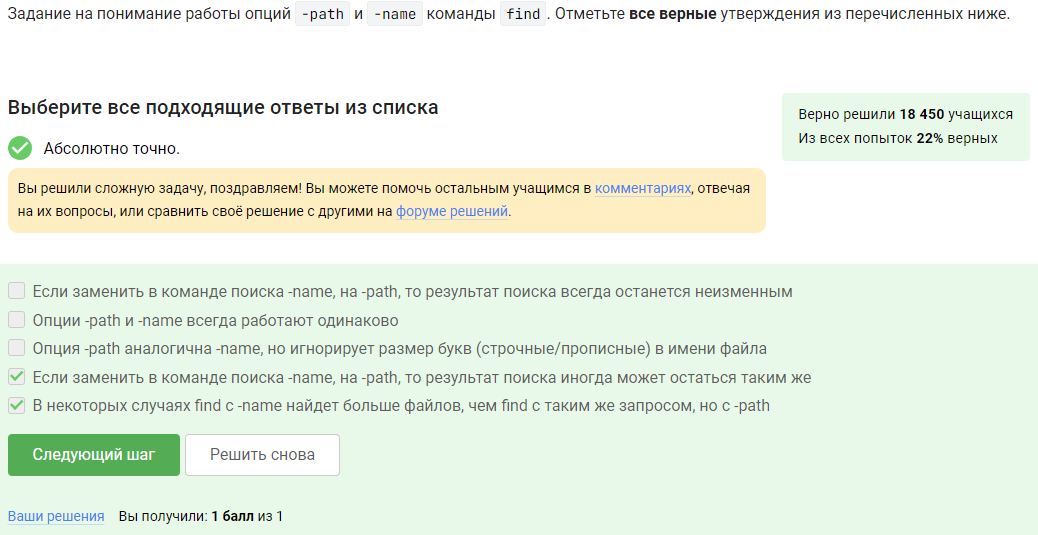 Задание на понимание работы опций -path и -name команды find. Отметьте все верные утверждения из перечисленных ниже.
Выберите все подходящие ответы из списка
Верно решили 18 450 учащихся
Из всех попыток 22% верных
Абсолютно точно.
Вы решили сложную задачу, поздравляем! Вы можете помочь остальным учащимся в комментариях, отвечая
на их вопросы, или сравнить своё решение с другими на форуме решений.
Если заменить в команде поиска -name, на -path, то результат поиска всегда останется неизменным
Опции -path и -name всегда работают одинаково
Опция -path аналогична -name, но игнорирует размер букв (строчные/прописные) в имени файла
Если заменить в команде поиска -name, на -path, то результат поиска иногда может остаться таким же
В некоторых случаях find с -name найдет больше файлов, чем find с таким же запросом, но с -path
Следующий шаг
Решить снова
Ваши решения Вы получили: 1 балл из 1